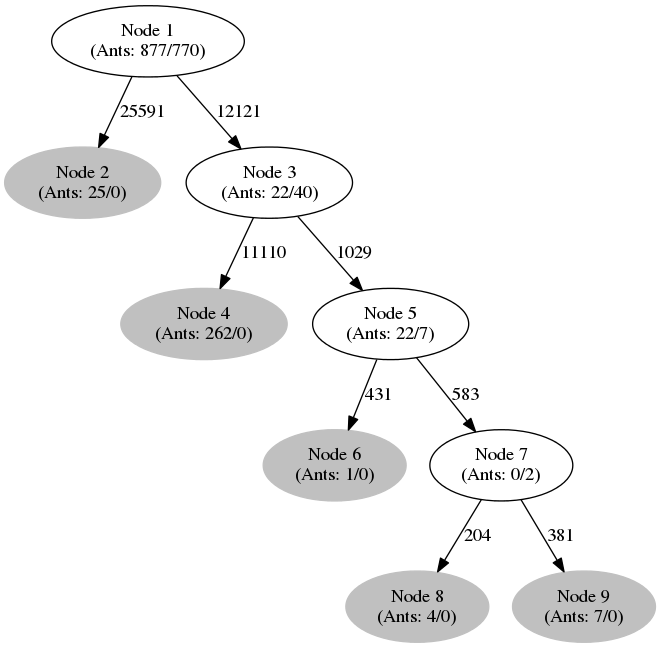 Node 1
(Ants: 877/770)
25591
12121
Node 2
(Ants: 25/0)
Node 3
(Ants: 22/40)
11110
1029
Node 4
(Ants: 262/0)
Node 5
(Ants: 22/7)
431
583
Node 6
(Ants: 1/0)
Node 7
(Ants: 0/2)
204
381
Node 8
(Ants: 4/0)
Node 9
(Ants: 7/0)